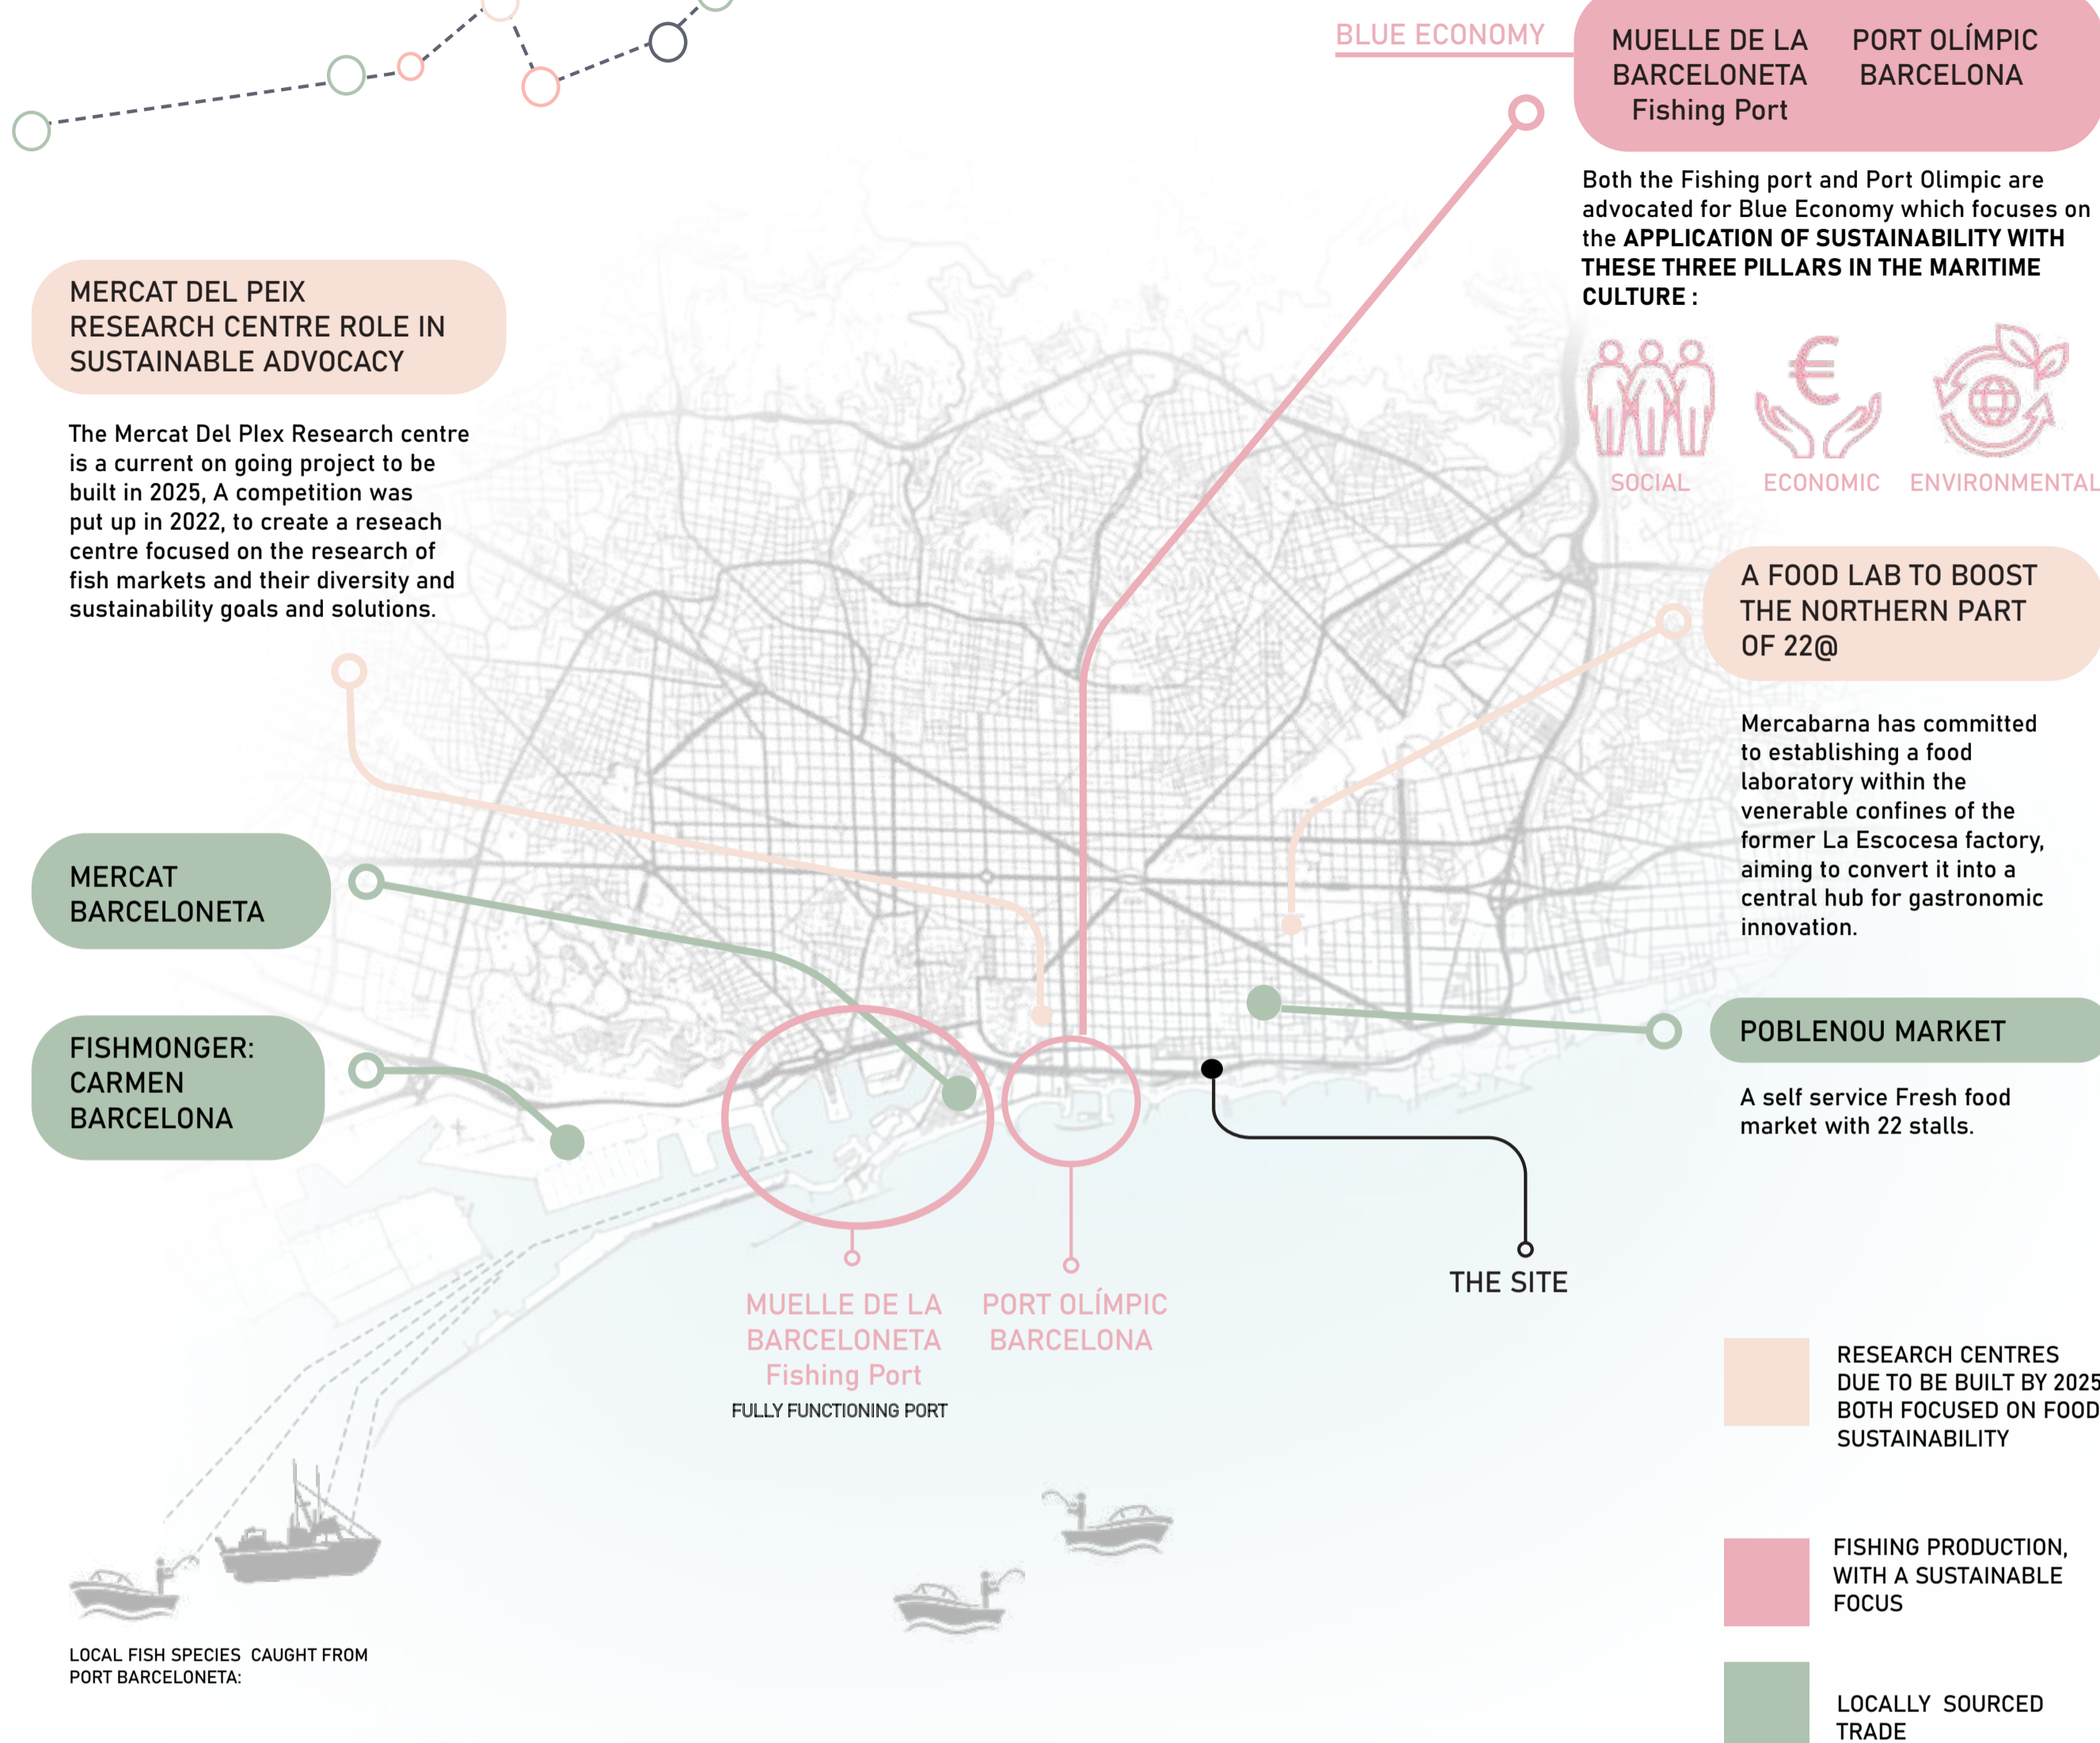 BLUE ECONOMY
MUELLE DE LA
BARCELONETA
Fishing Port
PORT OLÍMPIC
BARCELONA
Both the Fishing port and Port Olimpic are
advocated for Blue Economy which focuses on
the APPLICATION OF SUSTAINABILITY WITH
THESE THREE PILLARS IN THE MARITIME
CULTURE :
SOCIAL
ECONOMIC
ENVIRONMENTAL
MERCAT DEL PEIX
RESEARCH CENTRE ROLE IN
SUSTAINABLE ADVOCACY
The Mercat Del PIex Research centre
is a current on going project to be
built in 2025, A competition was
put up in 2022, to create a reseach
centre focused on the research of
fish markets and their diversity and
sustainability goals and solutions.
A FOOD LAB TO BOOST
THE NORTHERN PART
OF 22@
Mercabarna has committed
to establishing a food
laboratory within the
venerable confines of the
former La Escocesa factory,
aiming to convert it into a
central hub for gastronomic
innovation.
MERCAT
BARCELONETA
FISHMONGER:
CARMEN
BARCELONA
POBLENOU MARKET
A self service Fresh food
market with 22 stalls.
THE SITE
MUELLE DE LA
BARCELONETA
Fishing Port
FULLY FUNCTIONING PORT
PORT OLÍMPIC
BARCELONA
RESEARCH CENTRES
DUE TO BE BUILT BY 2025
BOTH FOCUSED ON FOOD
SUSTAINABILITY
FISHING PRODUCTION,
WITH A SUSTAINABLE
FOCUS
LOCALLY SOURCED
TRADE
LOCAL FISH SPECIES CAUGHT FROM
PORT BARCELONETA: